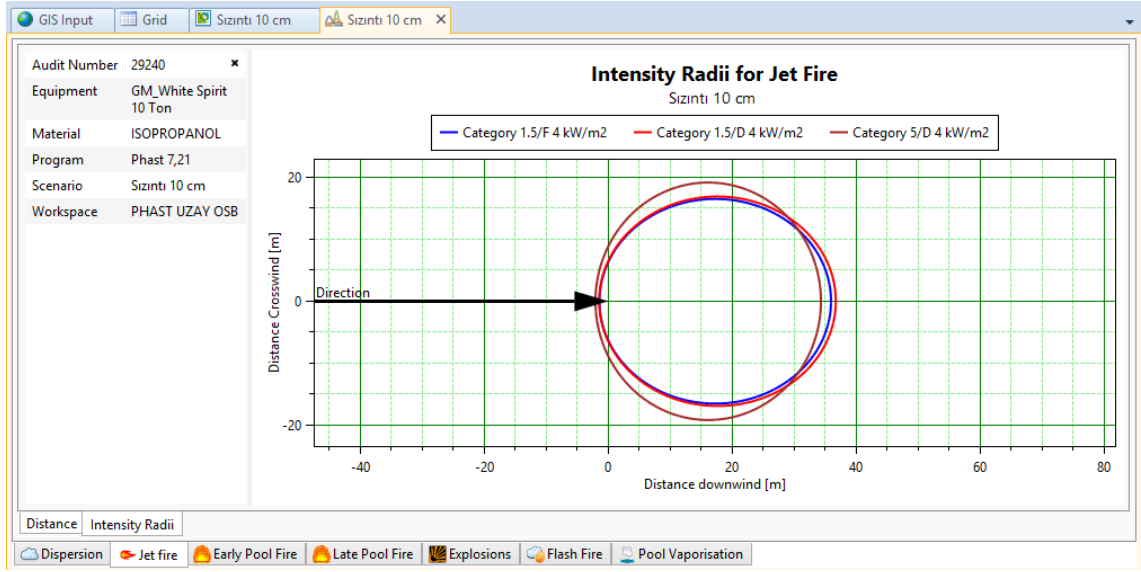 GIS Input
Grid
Sızıntı 10 cm
Sızıntı 10 cm
Audit Number 29240
Equipment GM_White Spirit
10 Ton
Material ISOPROPANOL
Program Phast 7,21
Scenario Sızıntı 10 cm
Workspace PHAST UZAY OSB
Intensity Radii for Jet Fire
Sızıntı 10 cm
Category 1.5/F 4 kW/m2 Category 1.5/D 4 kW/m2 Category 5/D 4 kW/m2
Distance Crosswind [m]
20
0
-20
Direction
-40 -20 0 20 40 60 80
Distance downwind [m]
Distance Intensity Radii
Dispersion Jet fire Early Pool Fire Late Pool Fire Explosions Flash Fire Pool Vaporisation